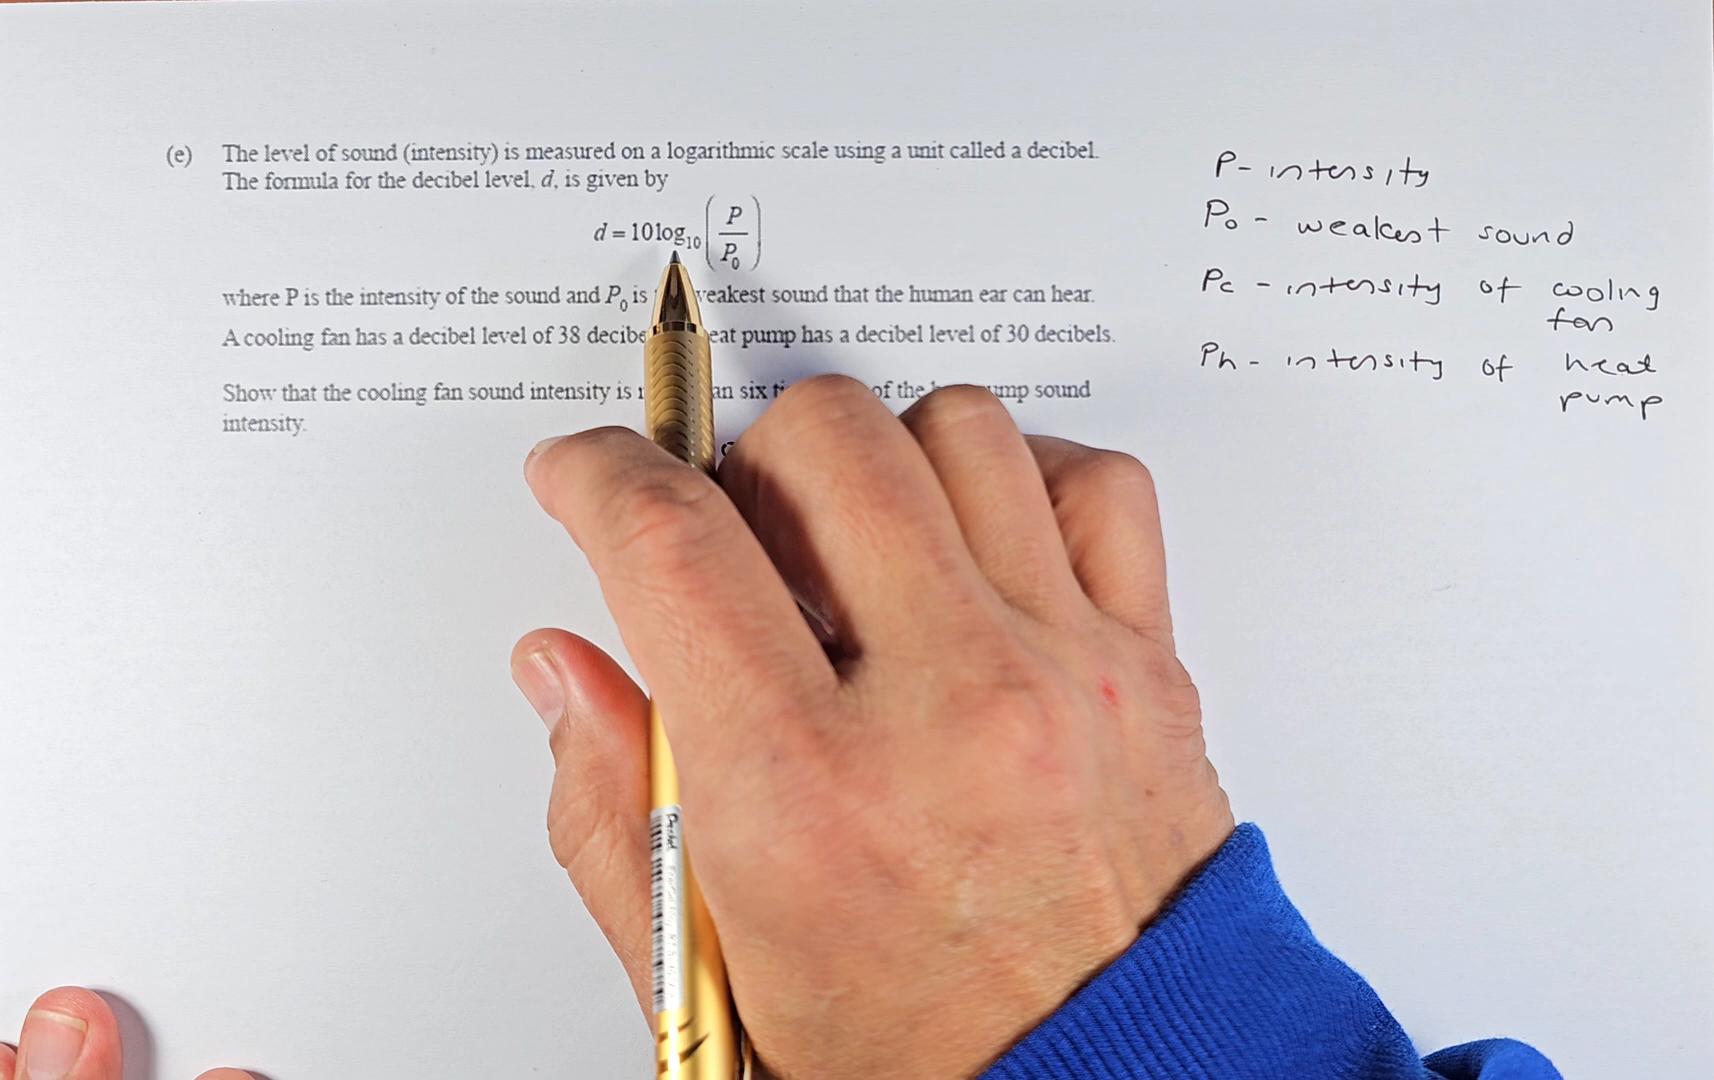 (e) The level of sound (intensity) is measured on a logarithmic scale using a unit called a decibel.
The formula for the decibel level, d, is given by
d = 10log₁₀(P/P₀)
where P is the intensity of the sound and P₀ is weakest sound that the human ear can hear.
A cooling fan has a decibel level of 38 pump has a decibel level of 30 decibels.
Show that the cooling fan sound intensity is six of the sound
intensity.
P - intensity
P₀ - weakest sound
Pc - intensity of cooling
fan
Ph - intensity of heat
pump